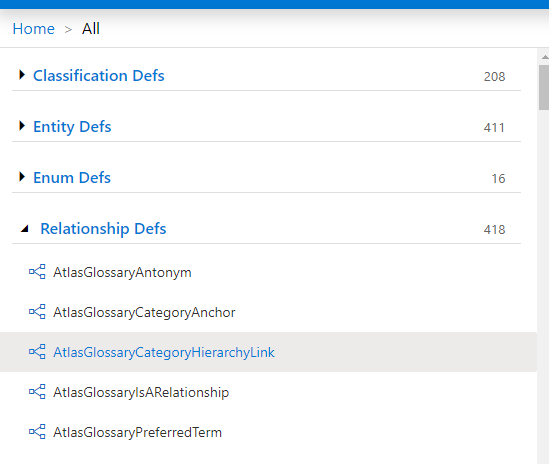 Home > All
Classification Defs 208
Entity Defs 411
Enum Defs 16
Relationship Defs 418
AtlasGlossaryAntonym
AtlasGlossaryCategoryAnchor
AtlasGlossaryCategoryHierarchyLink
AtlasGlossaryIsARelationship
AtlasGlossaryPreferredTerm